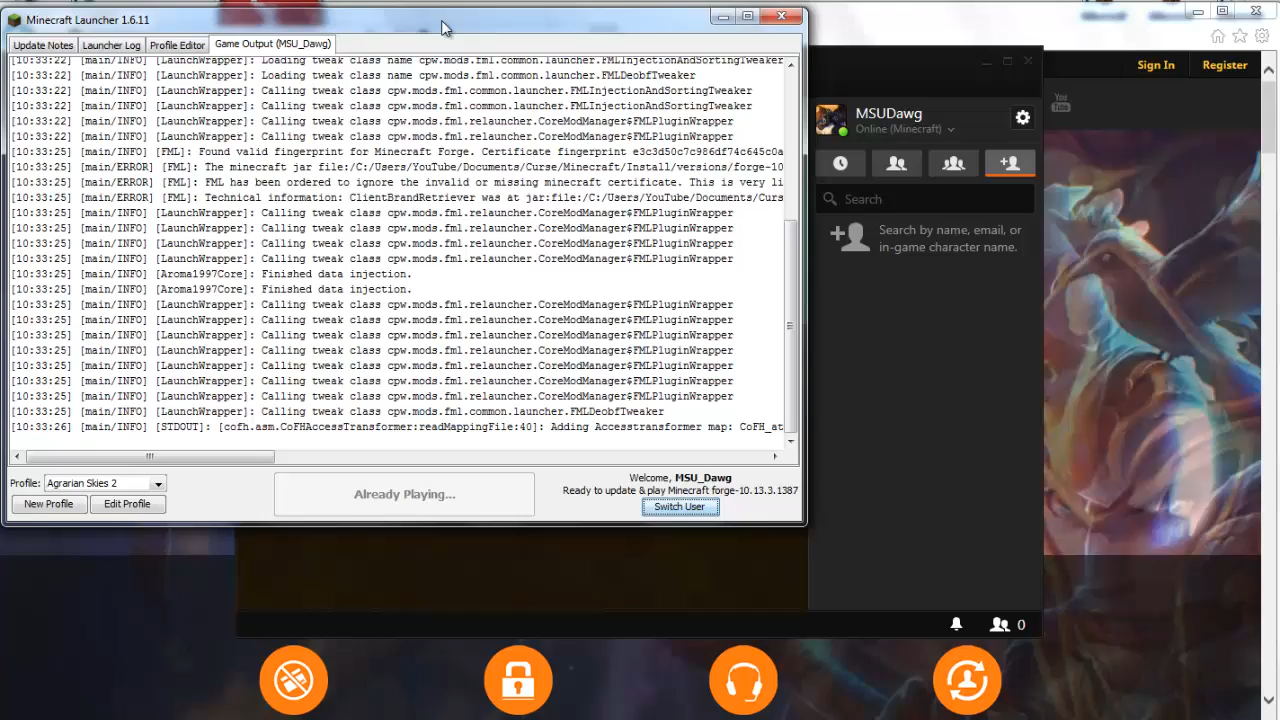 Minecraft Launcher 1.6.11
Update Notes
Launcher Log
Profile Editor
Game Output (MSU_Dawg)
[10:33:22] [main/INFO] [LaunchWrapper]: Loading tweak class name cpw.mods.fml.common.launcher.FMLInjectionAndSortingTweaker
[10:33:22] [main/INFO] [LaunchWrapper]: Loading tweak class name cpw.mods.fml.common.launcher.FMLDeobfTweaker
[10:33:22] [main/INFO] [LaunchWrapper]: Calling tweak class cpw.mods.fml.common.launcher.FMLInjectionAndSortingTweaker
[10:33:22] [main/INFO] [LaunchWrapper]: Calling tweak class cpw.mods.fml.common.launcher.FMLInjectionAndSortingTweaker
[10:33:22] [main/INFO] [LaunchWrapper]: Calling tweak class cpw.mods.fml.relauncher.CoreModManager$FMLPluginWrapper
[10:33:22] [main/INFO] [LaunchWrapper]: Calling tweak class cpw.mods.fml.relauncher.CoreModManager$FMLPluginWrapper
[10:33:22] [main/INFO] [FML]: Found valid fingerprint for Minecraft Forge. Certificate fingerprint e3c3d50c7c986df74c645c0a
[10:33:25] [main/ERROR] [FML]: The minecraft jar file:/C:/Users/YouTube/Documents/Curse/Minecraft/Install/versions/forge-10
[10:33:25] [main/ERROR] [FML]: FML has been ordered to ignore the invalid or missing minecraft certificate. This is very li
[10:33:25] [main/ERROR] [FML]: Technical information: ClientBrandRetriever was at jar:file:/C:/Users/YouTube/Documents/Curs
[10:33:25] [main/INFO] [LaunchWrapper]: Calling tweak class cpw.mods.fml.relauncher.CoreModManager$FMLPluginWrapper
[10:33:25] [main/INFO] [LaunchWrapper]: Calling tweak class cpw.mods.fml.relauncher.CoreModManager$FMLPluginWrapper
[10:33:25] [main/INFO] [LaunchWrapper]: Calling tweak class cpw.mods.fml.relauncher.CoreModManager$FMLPluginWrapper
[10:33:25] [main/INFO] [LaunchWrapper]: Calling tweak class cpw.mods.fml.relauncher.CoreModManager$FMLPluginWrapper
[10:33:25] [main/INFO] [Aroma1997Core]: Finished data injection.
[10:33:25] [main/INFO] [Aroma1997Core]: Finished data injection.
[10:33:25] [main/INFO] [LaunchWrapper]: Calling tweak class cpw.mods.fml.relauncher.CoreModManager$FMLPluginWrapper
[10:33:25] [main/INFO] [LaunchWrapper]: Calling tweak class cpw.mods.fml.relauncher.CoreModManager$FMLPluginWrapper
[10:33:25] [main/INFO] [LaunchWrapper]: Calling tweak class cpw.mods.fml.relauncher.CoreModManager$FMLPluginWrapper
[10:33:25] [main/INFO] [LaunchWrapper]: Calling tweak class cpw.mods.fml.relauncher.CoreModManager$FMLPluginWrapper
[10:33:25] [main/INFO] [LaunchWrapper]: Calling tweak class cpw.mods.fml.relauncher.CoreModManager$FMLPluginWrapper
[10:33:25] [main/INFO] [LaunchWrapper]: Calling tweak class cpw.mods.fml.relauncher.CoreModManager$FMLPluginWrapper
[10:33:25] [main/INFO] [LaunchWrapper]: Calling tweak class cpw.mods.fml.relauncher.CoreModManager$FMLPluginWrapper
[10:33:25] [main/INFO] [LaunchWrapper]: Calling tweak class cpw.mods.fml.common.launcher.FMLDeobfTweaker
[10:33:26] [main/INFO] [STDOUT]: [cofh.asm.CoFHAccessTransformer:readMappingFile:40]: Adding Accesstransformer map: CoFH_at
Profile: Agrarian Skies 2
New Profile
Edit Profile
Already Playing...
Welcome, MSU_Dawg
Ready to update & play Minecraft forge-10.13.3.1387
Switch User
MSUDawg
Online (Minecraft)
Search
Search by name, email, or
in-game character name.
0
Sign In
Register
You
Tube